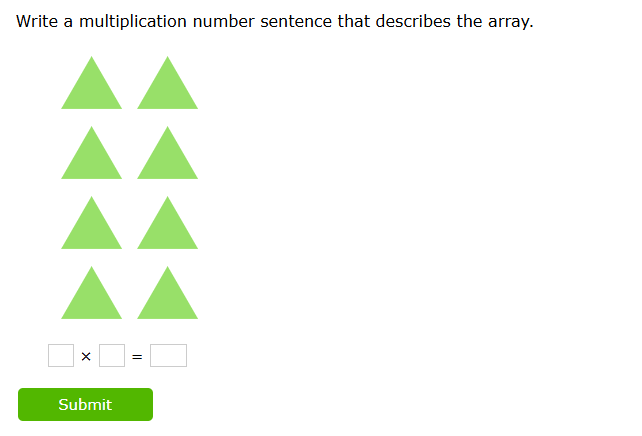 Write a multiplication number sentence that describes the array.
× =
Submit